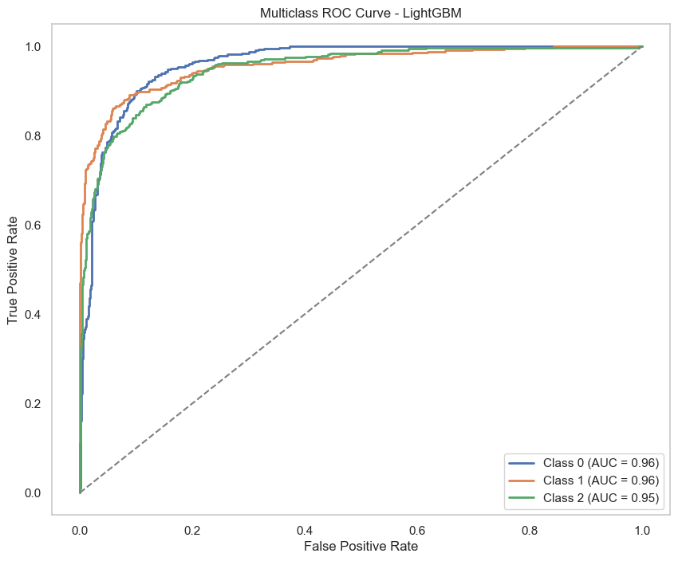 Multiclass ROC Curve - LightGBM
True Positive Rate
1.0
0.8
0.6
0.4
0.2
0.0
Class 0 (AUC = 0.96)
Class 1 (AUC = 0.96)
Class 2 (AUC = 0.95)
0.0 0.2 0.4 0.6 0.8 1.0
False Positive Rate